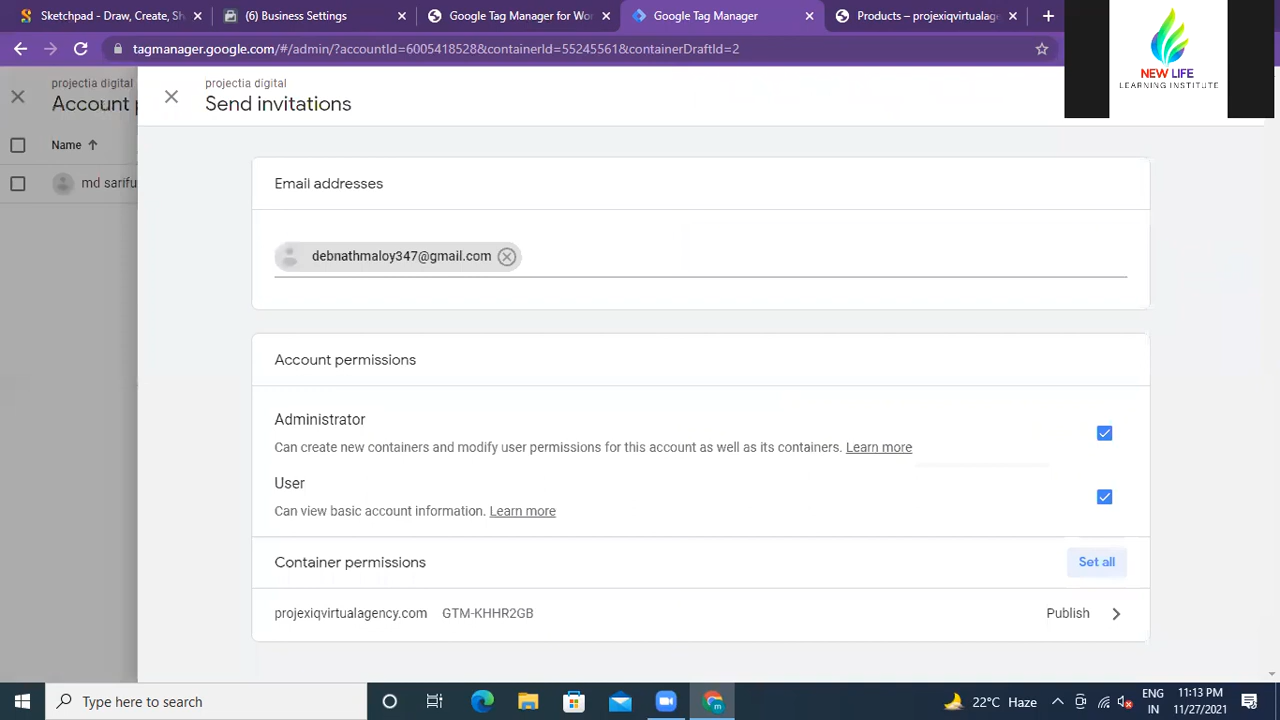 Sketchpad - Draw, Create, Sh
(6) Business Settings
Google Tag Manager for Wor
Google Tag Manager
Products – projexiqvirtualage
tagmanager.google.com/#/admin/?accountId=6005418528&containerId=55245561&containerDraftId=2
NEW LIFE
LEARNING INSTITUTE
projectia digital
Account p
Name
md sarifu
projectia digital
Send invitations
Email addresses
debnathmaloy347@gmail.com
Account permissions
Administrator
Can create new containers and modify user permissions for this account as well as its containers. Learn more
User
Can view basic account information. Learn more
Container permissions
Set all
projexiqvirtualagency.com GTM-KHHR2GB
Publish
Type here to search
22°C Haze
ENG
IN
11:13 PM
11/27/2021